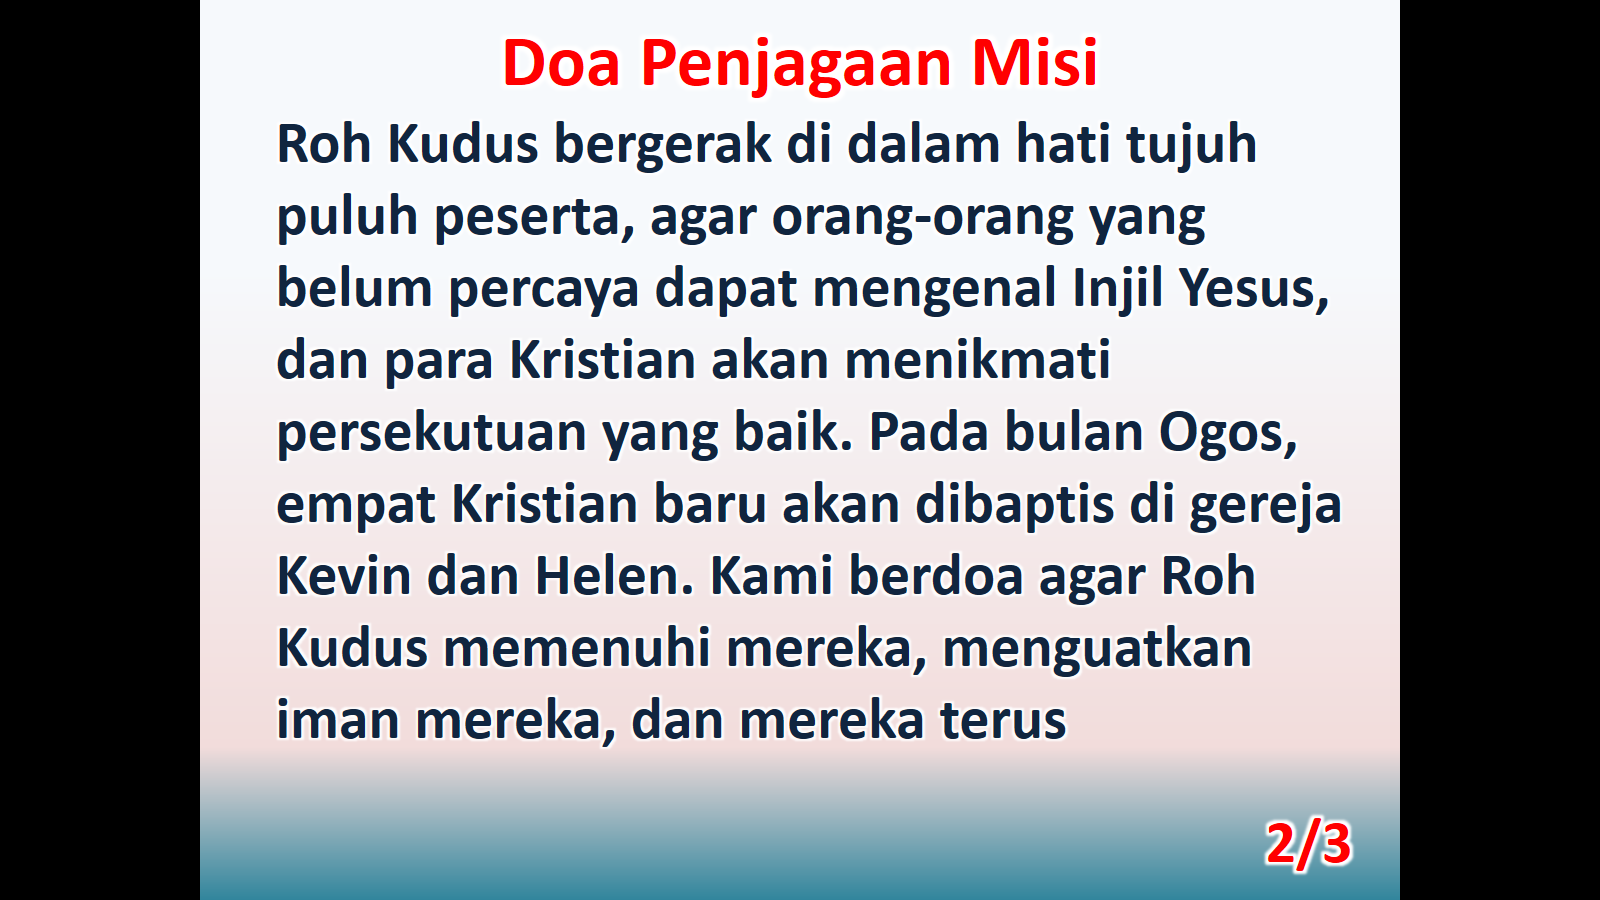 Doa Penjagaan Misi
Roh Kudus bergerak di dalam hati tujuh
puluh peserta, agar orang-orang yang
belum percaya dapat mengenal Injil Yesus,
dan para Kristian akan menikmati
persekutuan yang baik. Pada bulan Ogos,
empat Kristian baru akan dibaptis di gereja
Kevin dan Helen. Kami berdoa agar Roh
Kudus memenuhi mereka, menguatkan
iman mereka, dan mereka terus
2/3